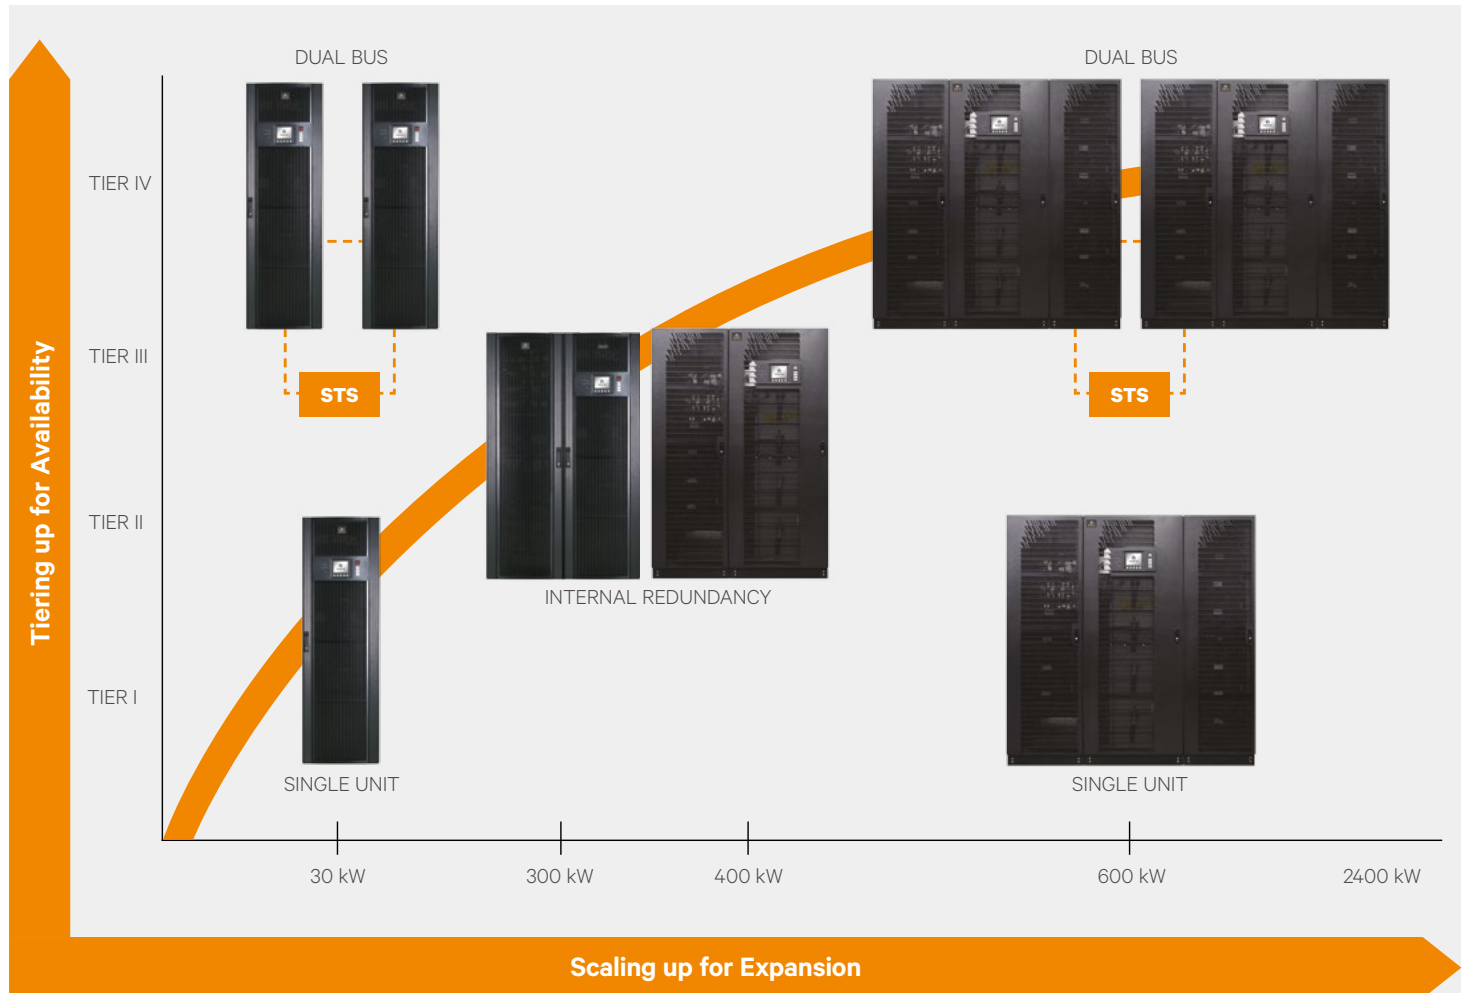 DUAL BUS
DUAL BUS
TIER IV
TIER III
STS
STS
TIER II
INTERNAL REDUNDANCY
TIER I
SINGLE UNIT
SINGLE UNIT
30 kW
300 kW
400 kW
600 kW
2400 kW
Tiering up for Availability
Scaling up for Expansion